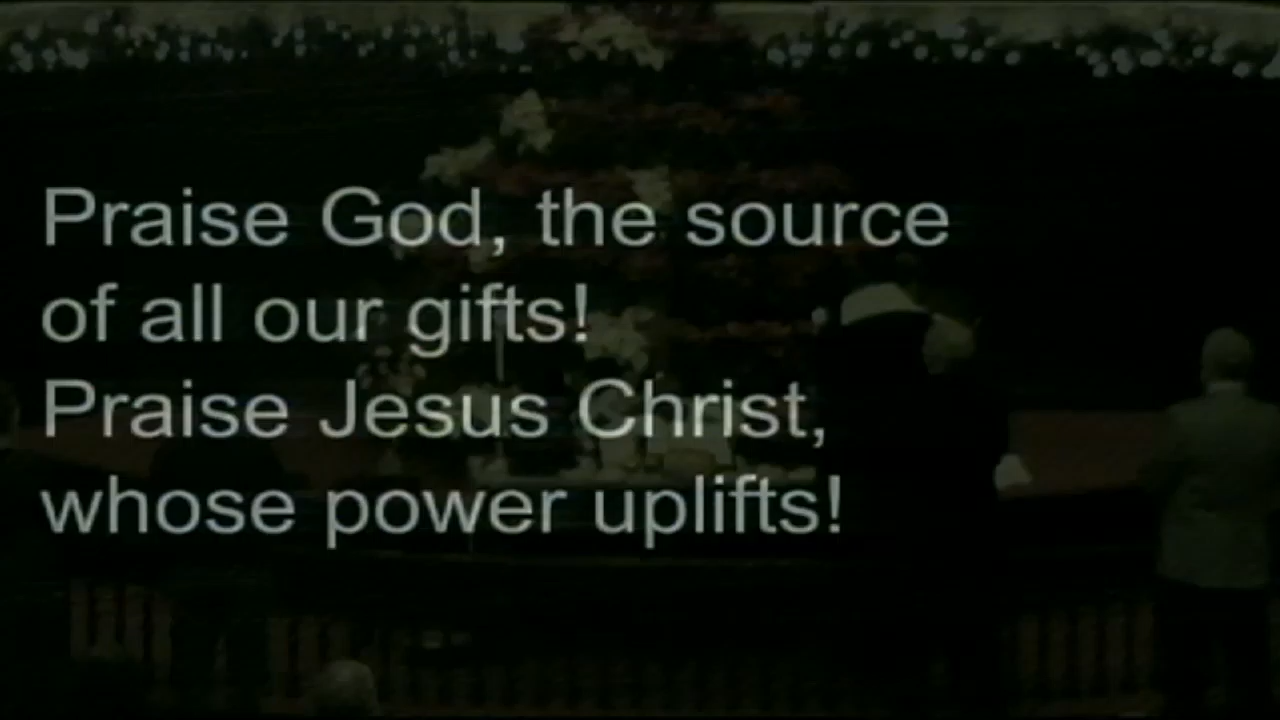 Praise God, the source
of all our gifts!
Praise Jesus Christ,
whose power uplifts!